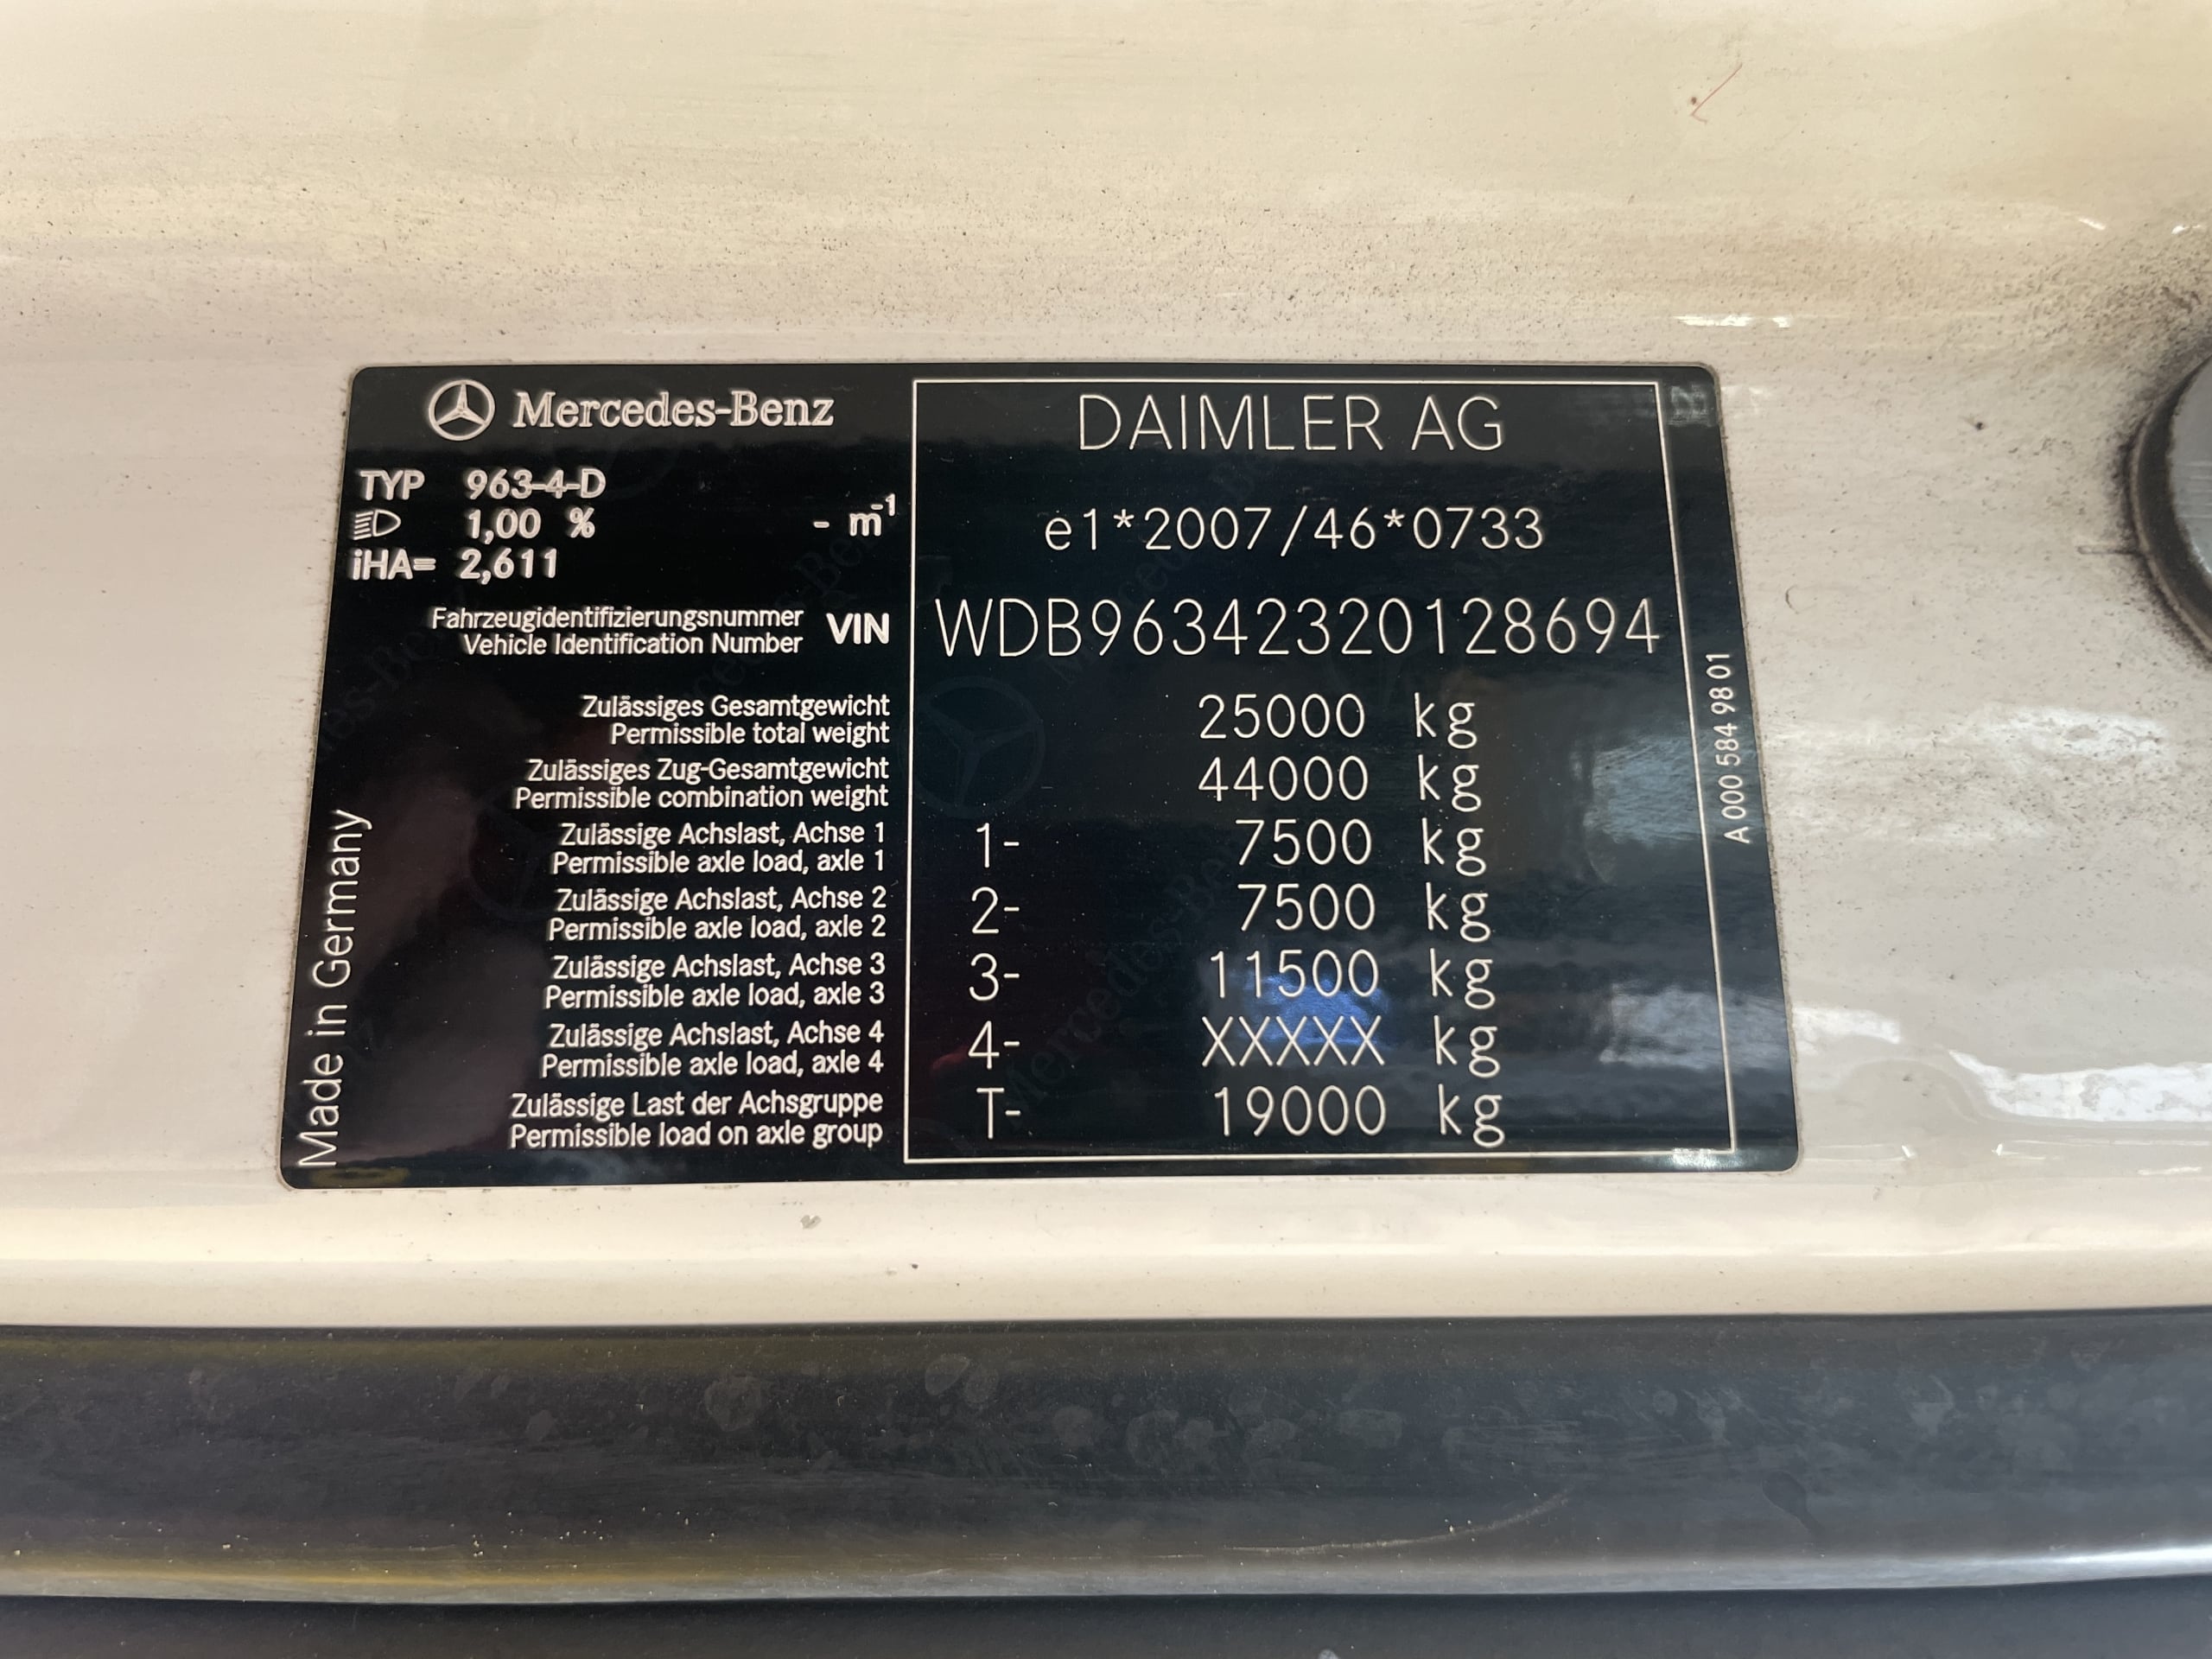 Mercedes-Benz
TYP 963-4-D
1,00 % - m-1
iHA= 2,611
Fahrzeugidentifizierungsnummer
Vehicle Identification Number
VIN
Zulässiges Gesamtgewicht
Permissible total weight
Zulässiges Zug-Gesamtgewicht
Permissible combination weight
Zulässige Achslast, Achse 1
Permissible axle load, axle 1
Zulässige Achslast, Achse 2
Permissible axle load, axle 2
Zulässige Achslast, Achse 3
Permissible axle load, axle 3
Zulässige Achslast, Achse 4
Permissible axle load, axle 4
Zulässige Last der Achsgruppe
Permissible load on axle group
Made in Germany
DAIMLER AG
e1*2007/46*0733
WDB96342320128694
25000 kg
44000 kg
1- 7500 kg
2- 7500 kg
3- 11500 kg
4- XXXXX kg
T- 19000 kg
A 000 584 98 01